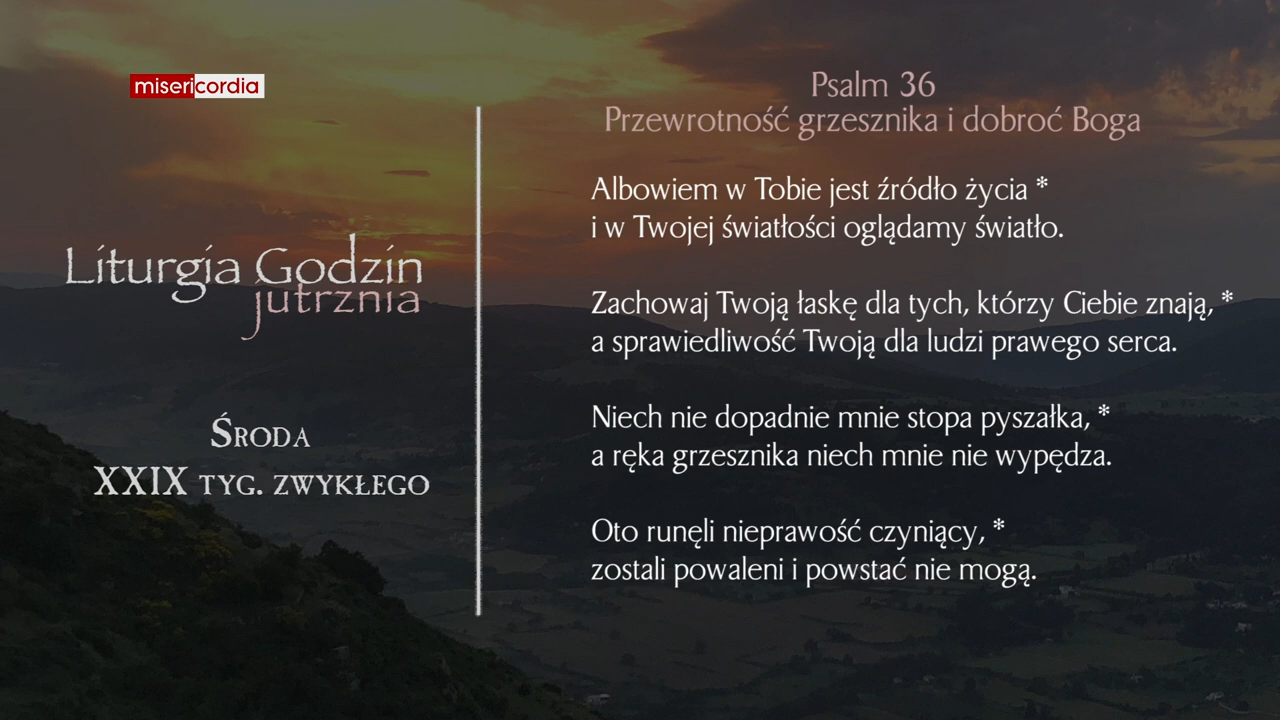 misericordia
Liturgia Godzin
jutrznia
Środa
XXIX tyg. zwykłego
Psalm 36
Przewrotność grzesznika i dobroć Boga
Albowiem w Tobie jest źródło życia *
i w Twojej światłości oglądamy światło.
Zachowaj Twoją łaskę dla tych, którzy Ciebie znają, *
a sprawiedliwość Twoją dla ludzi prawego serca.
Niech nie dopadnie mnie stopa pyszałka, *
a ręka grzesznika niech mnie nie wypędza.
Oto runęli nieprawość czyniący, *
zostali powaleni i powstać nie mogą.